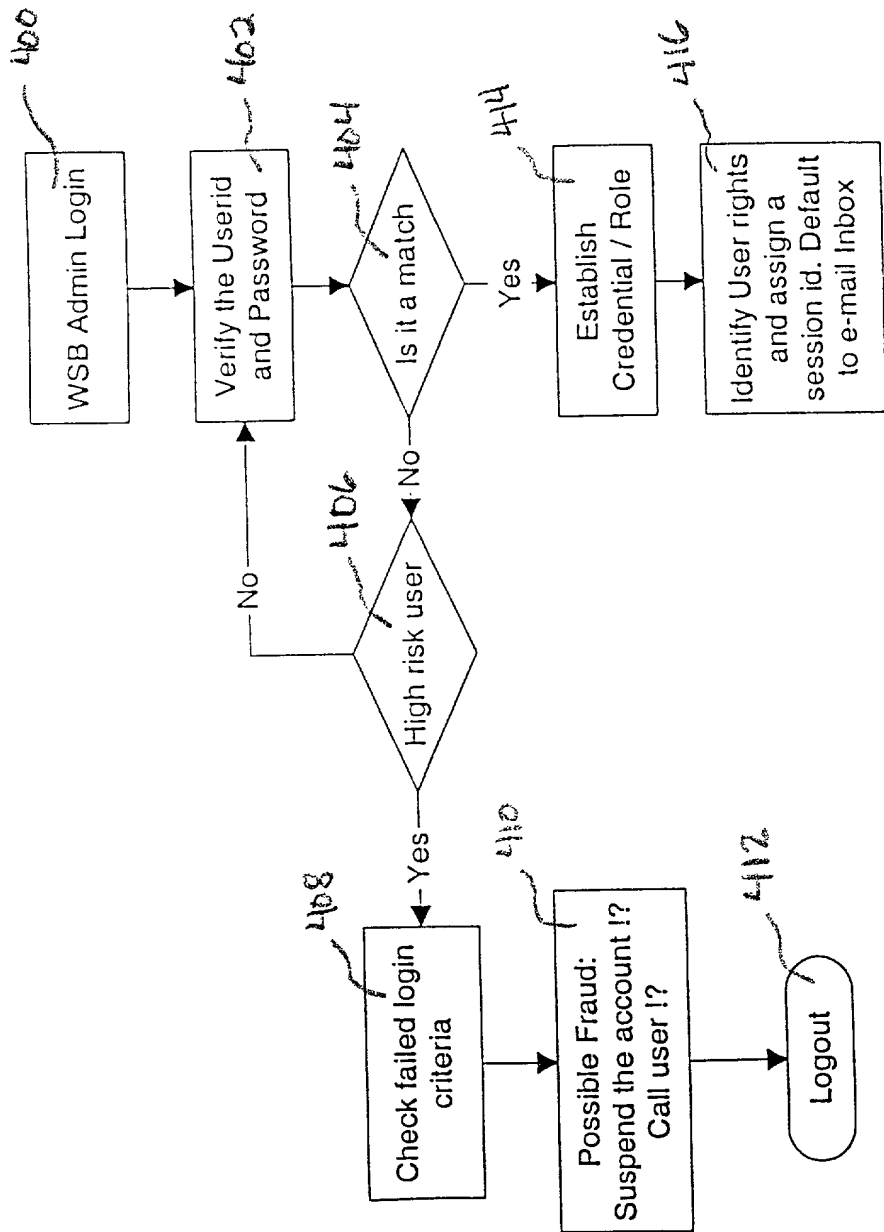 400
WSB Admin Login
402
Verify the Userid
and Password
404
Is it a match
No
406
High risk user
No
Yes
408
Check failed login
criteria
410
Possible Fraud:
Suspend the account !?
Call user !?
412
Logout
Yes
414
Establish
Credential / Role
416
Identify User rights
and assign a
session id. Default
to e-mail Inbox